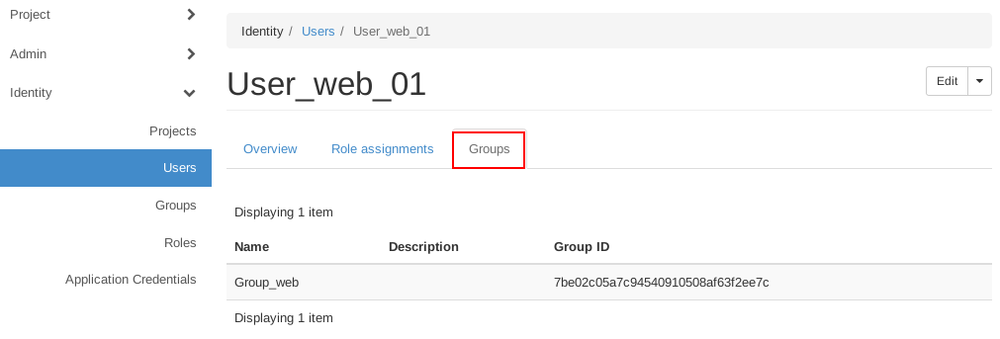 Project
Admin
Identity
Projects
Users
Groups
Roles
Application Credentials
Identity / Users / User_web_01
User_web_01
Edit
Overview Role assignments Groups
Displaying 1 item
Name Description Group ID
Group_web 7be02c05a7c94540910508af63f2ee7c
Displaying 1 item